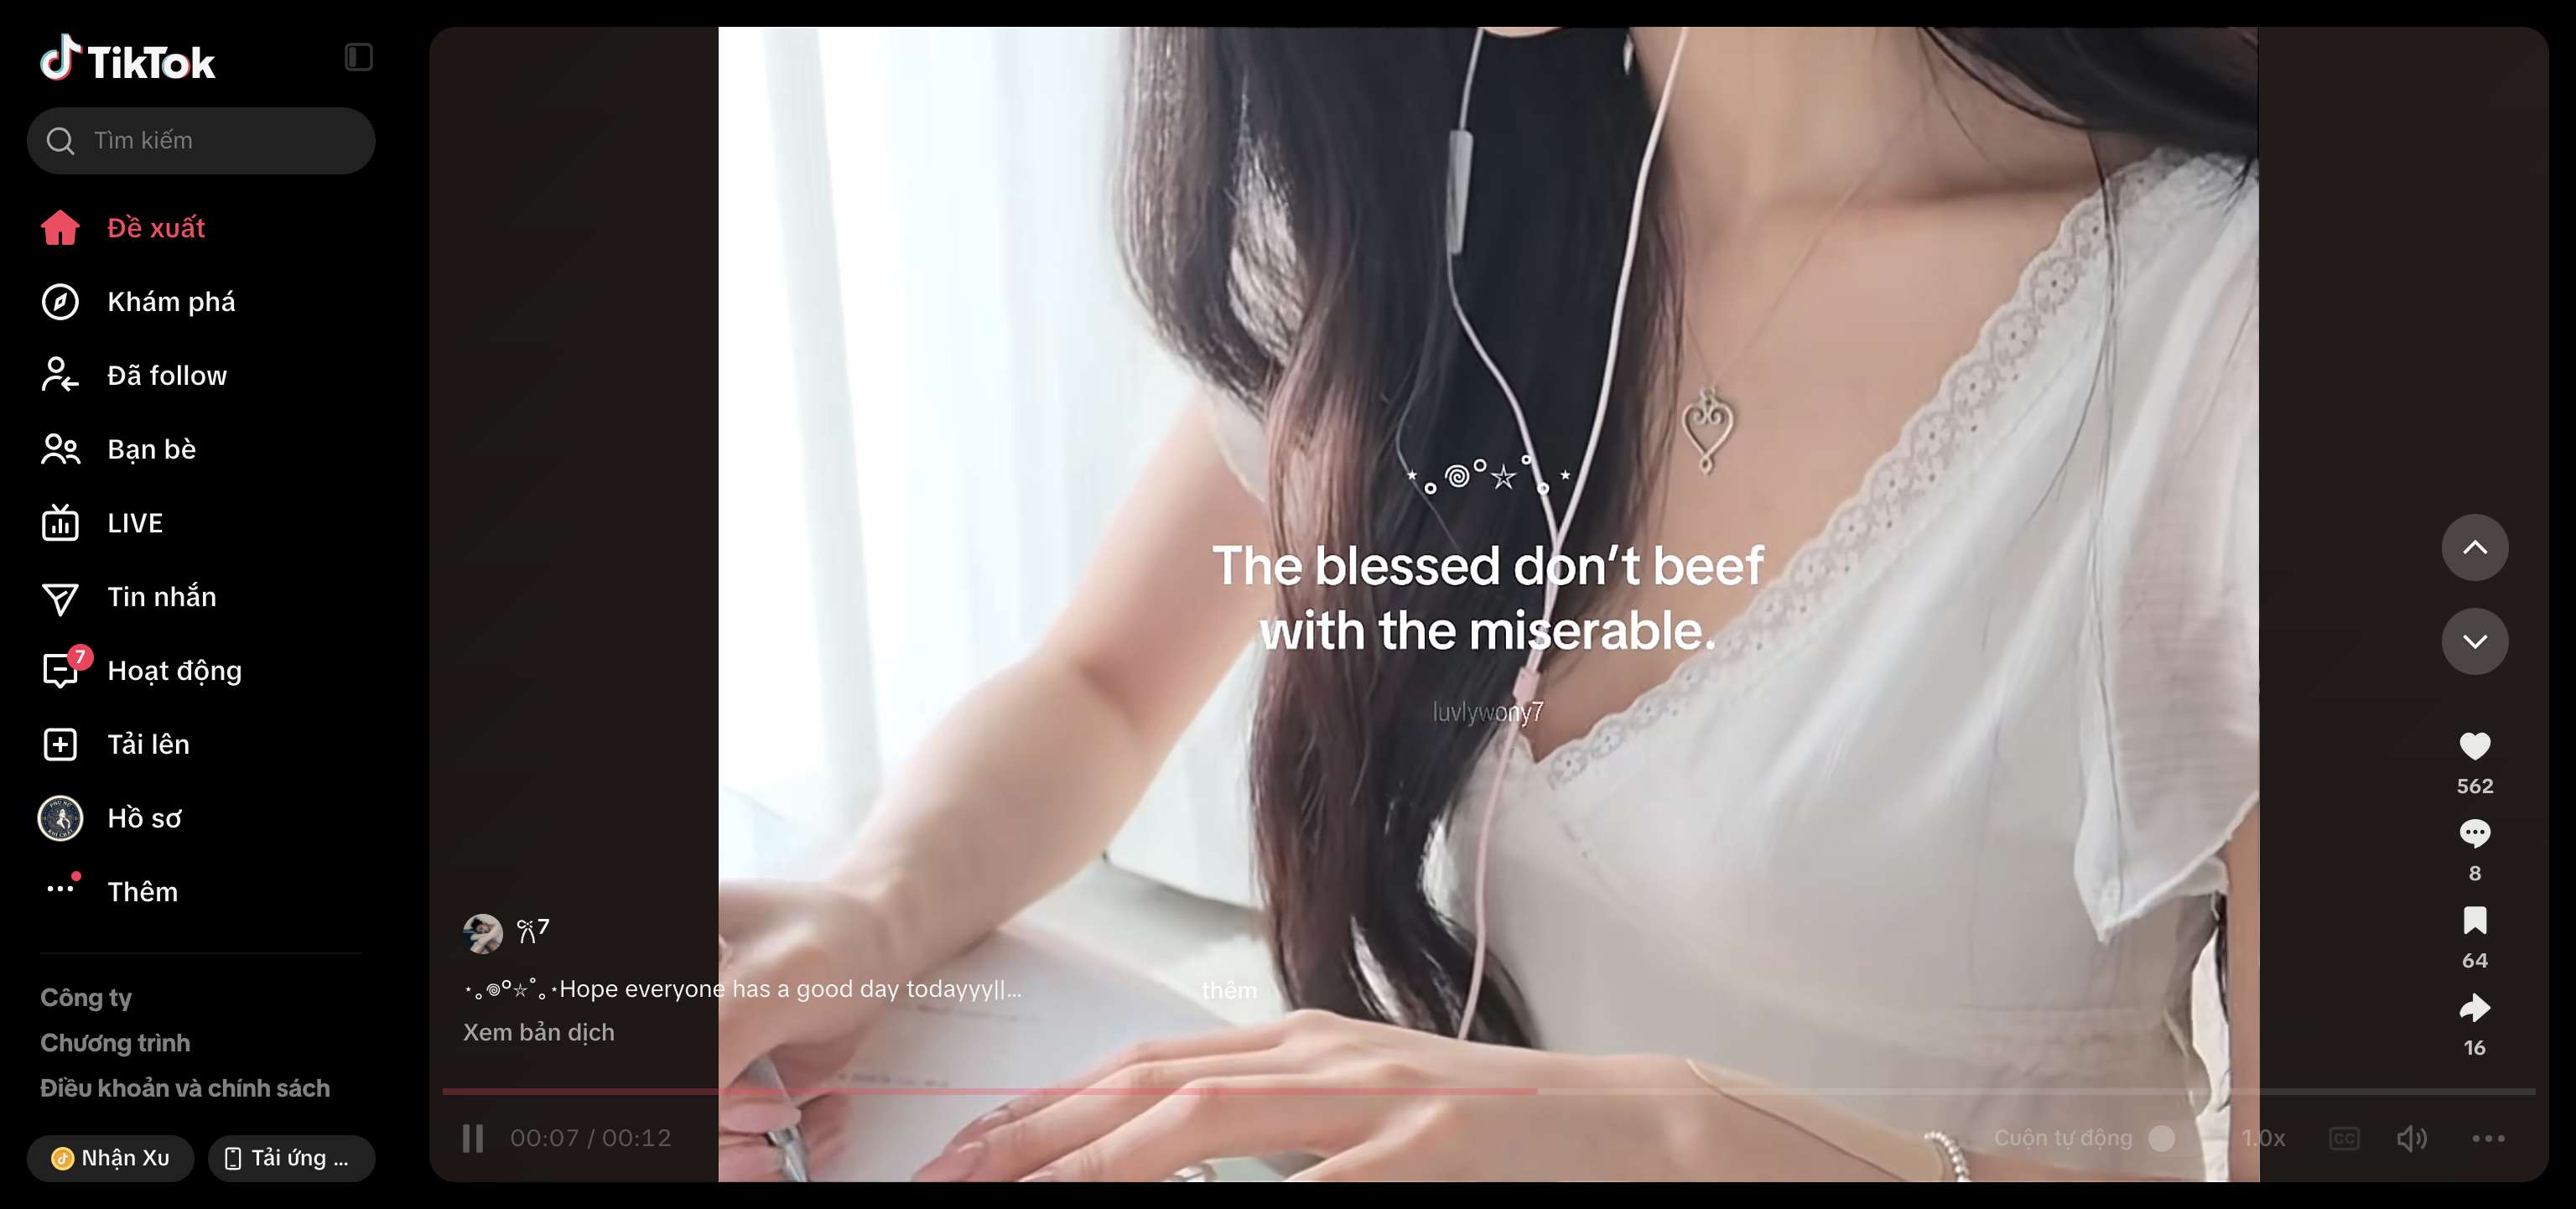 TikTok
Tìm kiếm
Đề xuất
Khám phá
Đã follow
Bạn bè
LIVE
Tin nhắn
7
Hoạt động
Tải lên
Hồ sơ
Thêm
Công ty
Chương trình
Điều khoản và chính sách
Nhận Xu
Tải ứng ...
⋆｡𖦹°☆˚｡⋆
The blessed don’t beef
with the miserable.
luvlywony7
562
8
64
16
𐙚⁷
⋆｡𖦹°☆˚｡⋆Hope everyone has a good day todayyy||...
thêm
Xem bản dịch
00:07 / 00:12
Cuộn tự động
1.0x
CC